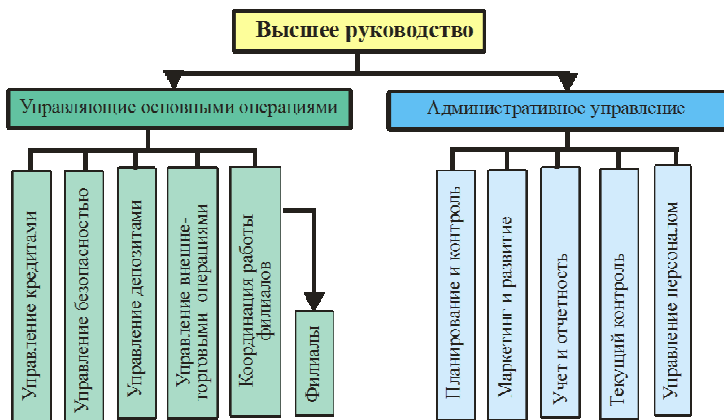 Высшее руководство
Управляющие основными операциями
Административное управление
Управление кредитами
Управление безопасностью
Управление депозитами
Управление внешне-
торговыми операциями
Координация работы
филиалов
Филиалы
Планирование и контроль
Маркетинг и развитие
Учет и отчетность
Текущий контроль
Управление персоналом